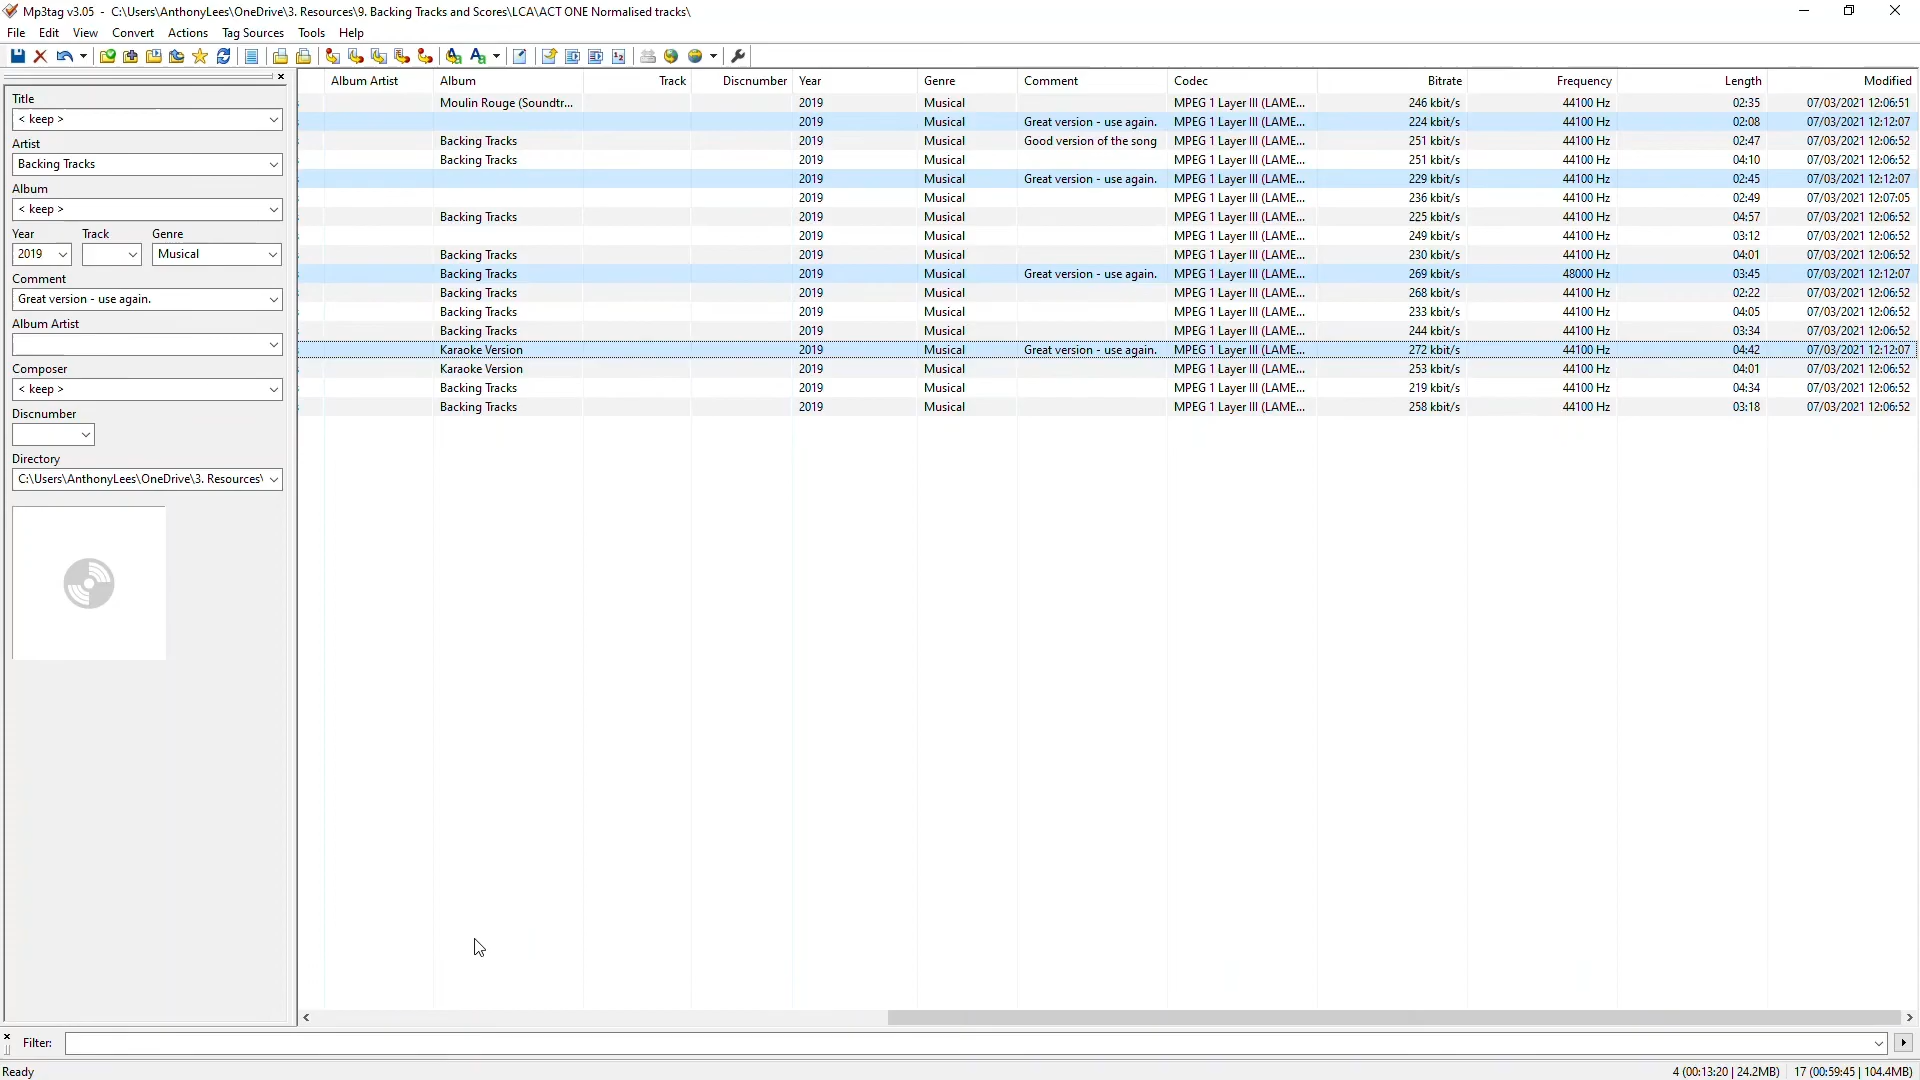 Mp3tag v3.05 - C:\Users\AnthonyLees\OneDrive\3. Resources\9. Backing Tracks and Scores\LCA\ACT ONE Normalised tracks\
File Edit View Convert Actions Tag Sources Tools Help
Title
< keep >
Artist
Backing Tracks
Album
< keep >
Year Track Genre
2019 Musical
Comment
Great version - use again.
Album Artist
Composer
< keep >
Discnumber
Directory
C:\Users\AnthonyLees\OneDrive\3. Resources\
Album Artist Album Track Discnumber Year Genre Comment Codec Bitrate Frequency Length Modified
Moulin Rouge (Soundtr... 2019 Musical MPEG 1 Layer III (LAME... 246 kbit/s 44100 Hz 02:35 07/03/2021 12:06:51
2019 Musical Great version - use again. MPEG 1 Layer III (LAME... 224 kbit/s 44100 Hz 02:08 07/03/2021 12:12:07
Backing Tracks 2019 Musical Good version of the song MPEG 1 Layer III (LAME... 251 kbit/s 44100 Hz 02:47 07/03/2021 12:06:52
Backing Tracks 2019 Musical MPEG 1 Layer III (LAME... 251 kbit/s 44100 Hz 04:10 07/03/2021 12:06:52
2019 Musical Great version - use again. MPEG 1 Layer III (LAME... 229 kbit/s 44100 Hz 02:45 07/03/2021 12:12:07
2019 Musical MPEG 1 Layer III (LAME... 236 kbit/s 44100 Hz 02:49 07/03/2021 12:07:05
Backing Tracks 2019 Musical MPEG 1 Layer III (LAME... 225 kbit/s 44100 Hz 04:57 07/03/2021 12:06:52
2019 Musical MPEG 1 Layer III (LAME... 249 kbit/s 44100 Hz 03:12 07/03/2021 12:06:52
Backing Tracks 2019 Musical MPEG 1 Layer III (LAME... 230 kbit/s 44100 Hz 04:01 07/03/2021 12:06:52
Backing Tracks 2019 Musical Great version - use again. MPEG 1 Layer III (LAME... 269 kbit/s 48000 Hz 03:45 07/03/2021 12:12:07
Backing Tracks 2019 Musical MPEG 1 Layer III (LAME... 268 kbit/s 44100 Hz 02:22 07/03/2021 12:06:52
Backing Tracks 2019 Musical MPEG 1 Layer III (LAME... 233 kbit/s 44100 Hz 04:05 07/03/2021 12:06:52
Backing Tracks 2019 Musical MPEG 1 Layer III (LAME... 244 kbit/s 44100 Hz 03:34 07/03/2021 12:06:52
Karaoke Version 2019 Musical Great version - use again. MPEG 1 Layer III (LAME... 272 kbit/s 44100 Hz 04:42 07/03/2021 12:12:07
Karaoke Version 2019 Musical MPEG 1 Layer III (LAME... 253 kbit/s 44100 Hz 04:01 07/03/2021 12:06:52
Backing Tracks 2019 Musical MPEG 1 Layer III (LAME... 219 kbit/s 44100 Hz 04:34 07/03/2021 12:06:52
Backing Tracks 2019 Musical MPEG 1 Layer III (LAME... 258 kbit/s 44100 Hz 03:18 07/03/2021 12:06:52
Filter:
Ready 4 (00:13:20 | 24.2MB) 17 (00:59:45 | 104.4MB)